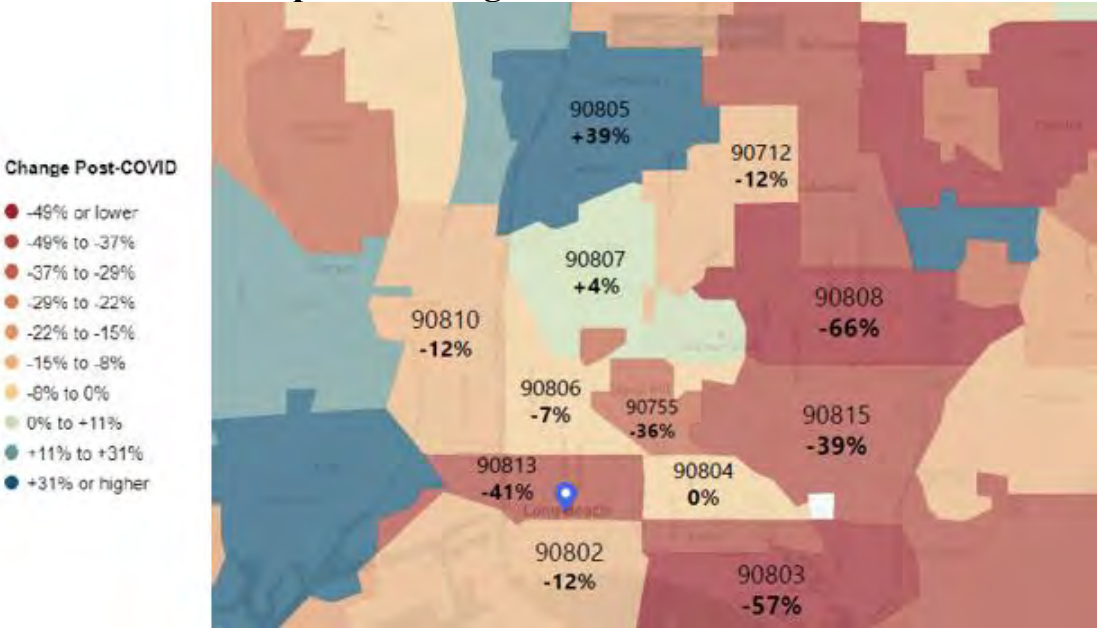 Change Post-COVID
-49% or lower
-49% to -37%
-37% to -29%
-29% to -22%
-22% to -15%
-15% to -8%
-8% to 0%
0% to +11%
+11% to +31%
+31% or higher
90805
+39%
90712
-12%
90807
+4%
90808
-66%
90810
-12%
90806
-7%
90755
-36%
90815
-39%
90813
-41%
90804
0%
Long Beach
90802
-12%
90803
-57%